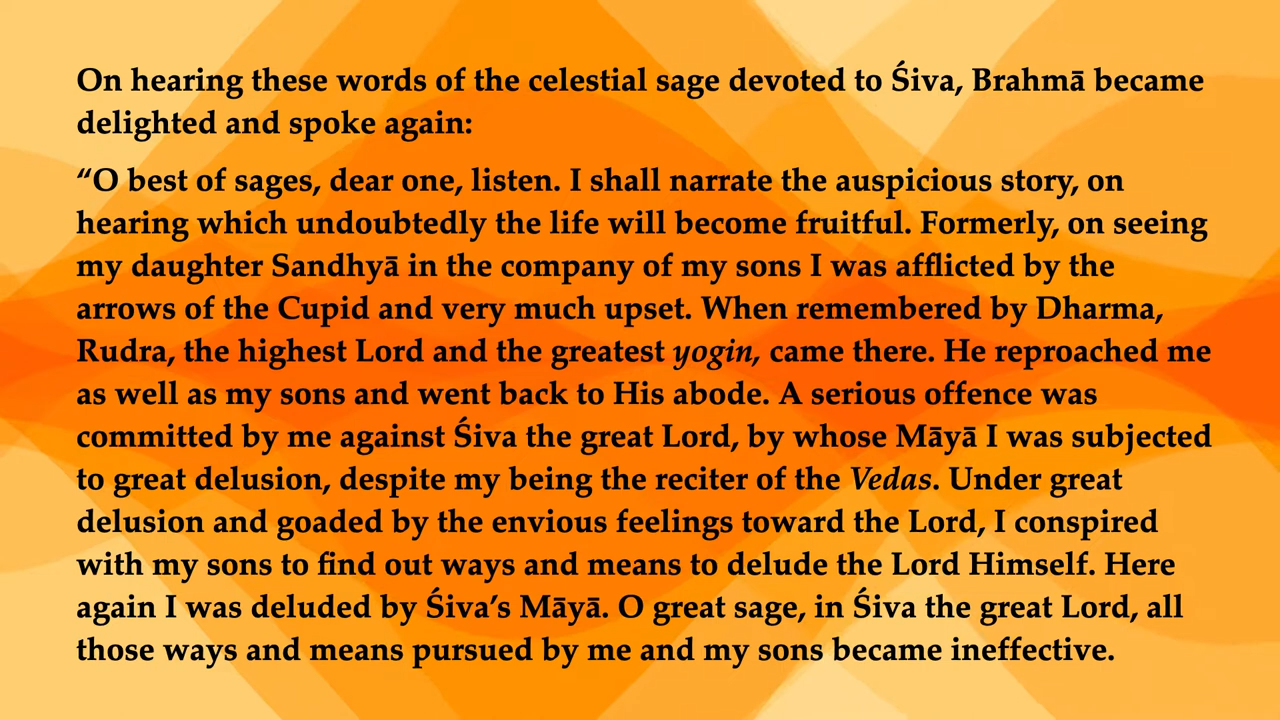 On hearing these words of the celestial sage devoted to Śiva, Brahmā became
delighted and spoke again:
“O best of sages, dear one, listen. I shall narrate the auspicious story, on
hearing which undoubtedly the life will become fruitful. Formerly, on seeing
my daughter Sandhyā in the company of my sons I was afflicted by the
arrows of the Cupid and very much upset. When remembered by Dharma,
Rudra, the highest Lord and the greatest yogin, came there. He reproached me
as well as my sons and went back to His abode. A serious offence was
committed by me against Śiva the great Lord, by whose Māyā I was subjected
to great delusion, despite my being the reciter of the Vedas. Under great
delusion and goaded by the envious feelings toward the Lord, I conspired
with my sons to find out ways and means to delude the Lord Himself. Here
again I was deluded by Śiva’s Māyā. O great sage, in Śiva the great Lord, all
those ways and means pursued by me and my sons became ineffective.